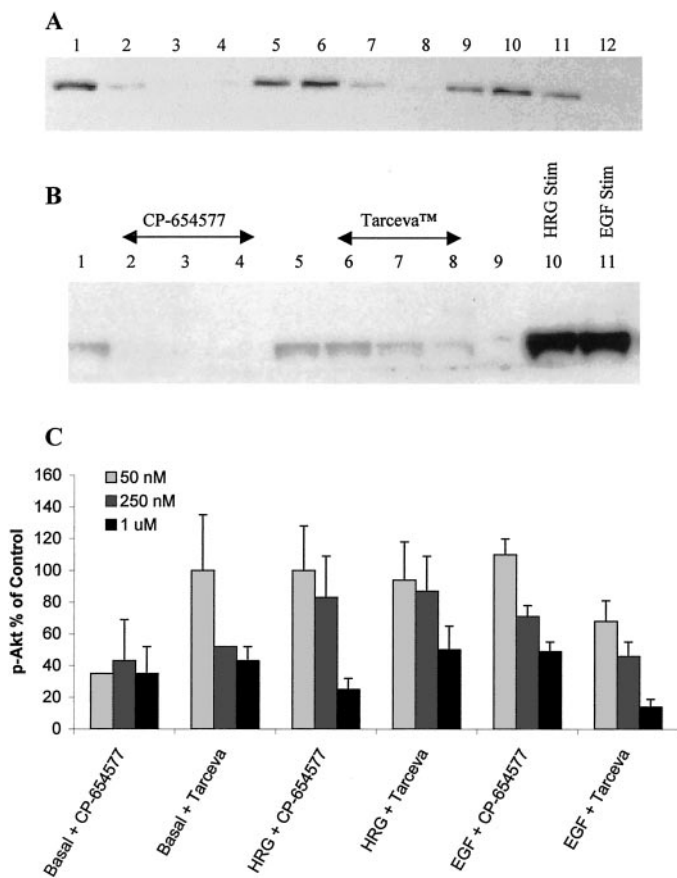 A
1 2 3 4 5 6 7 8 9 10 11 12
B
CP-654577
Tarceva™
HRG Stim
EGF Stim
1 2 3 4 5 6 7 8 9 10 11
C
50 nM
250 nM
1 uM
p-Akt % of Control
160
140
120
100
80
60
40
20
0
Basal + CP-654577
Basal + Tarceva
HRG + CP-654577
HRG + Tarceva
EGF + CP-654577
EGF + Tarceva